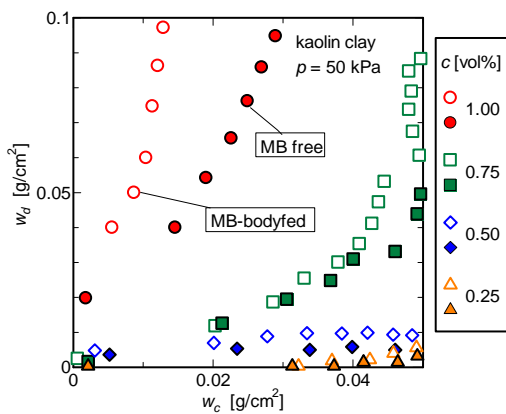 0.1
kaolin clay
p = 50 kPa
c [vol%]
1.00
MB free
0.75
w_d [g/cm²]
0.05
MB-bodyfed
0.50
0.25
0
0
0.02
0.04
w_c [g/cm²]